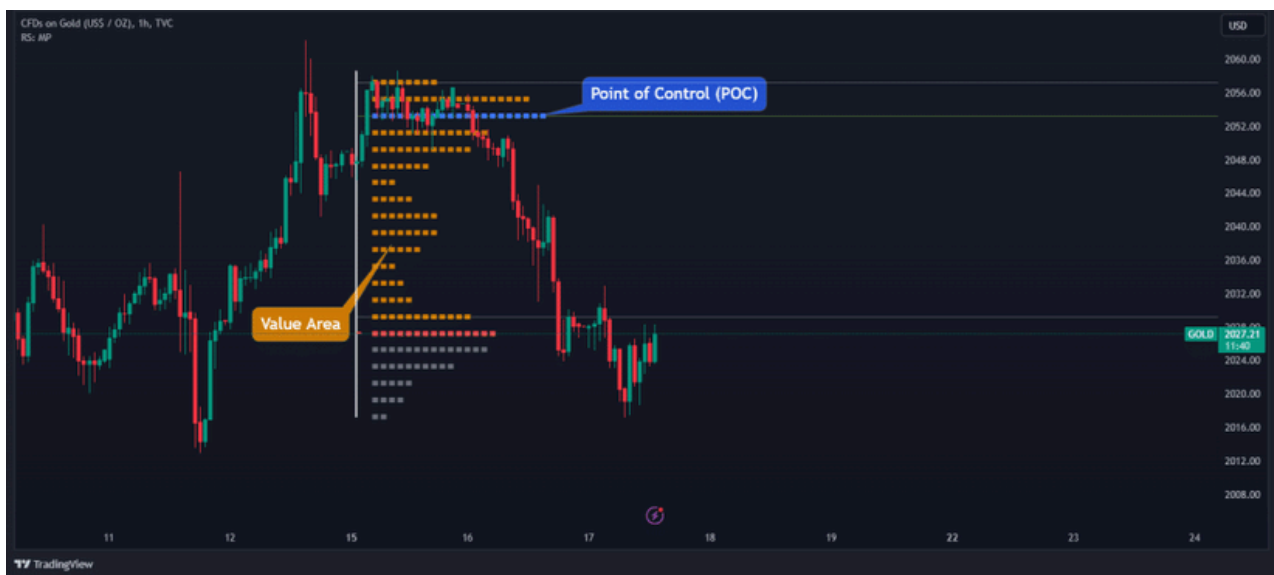 CFDs on Gold (US$ / OZ), 1h, TVC
RS: MP
USD
2060.00
2056.00
2052.00
2048.00
2044.00
2040.00
2036.00
2032.00
2028.00
GOLD 2027.21
11:40
2024.00
2020.00
2016.00
2012.00
2008.00
Point of Control (POC)
Value Area
11 12 15 16 17 18 19 22 23 24
TradingView